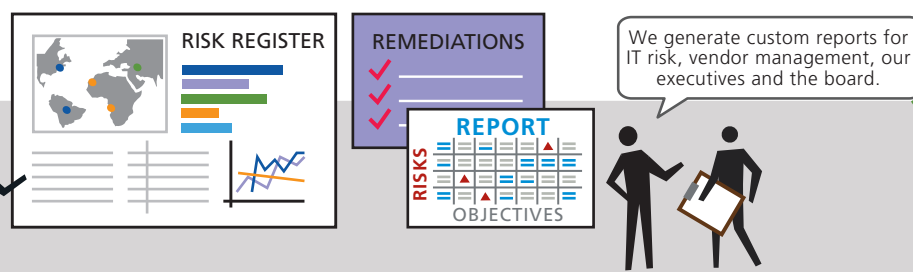 RISK REGISTER
REMEDIATIONS
REPORT
RISKS
OBJECTIVES
We generate custom reports for
IT risk, vendor management, our
executives and the board.